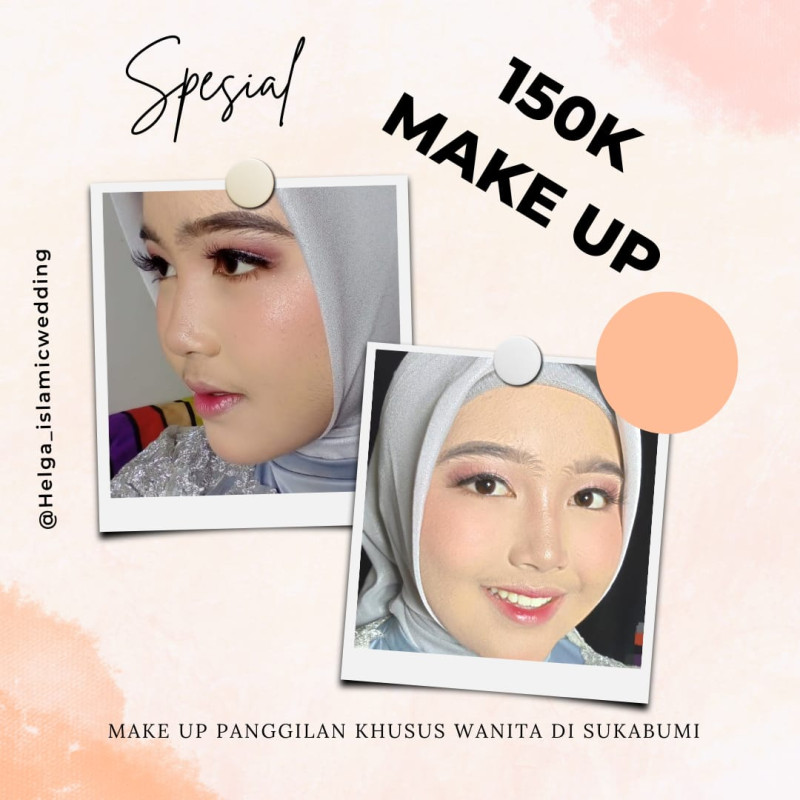 Spesial
150K
MAKE UP
@Helga_islamicwedding
MAKE UP PANGGILAN KHUSUS WANITA DI SUKABUMI